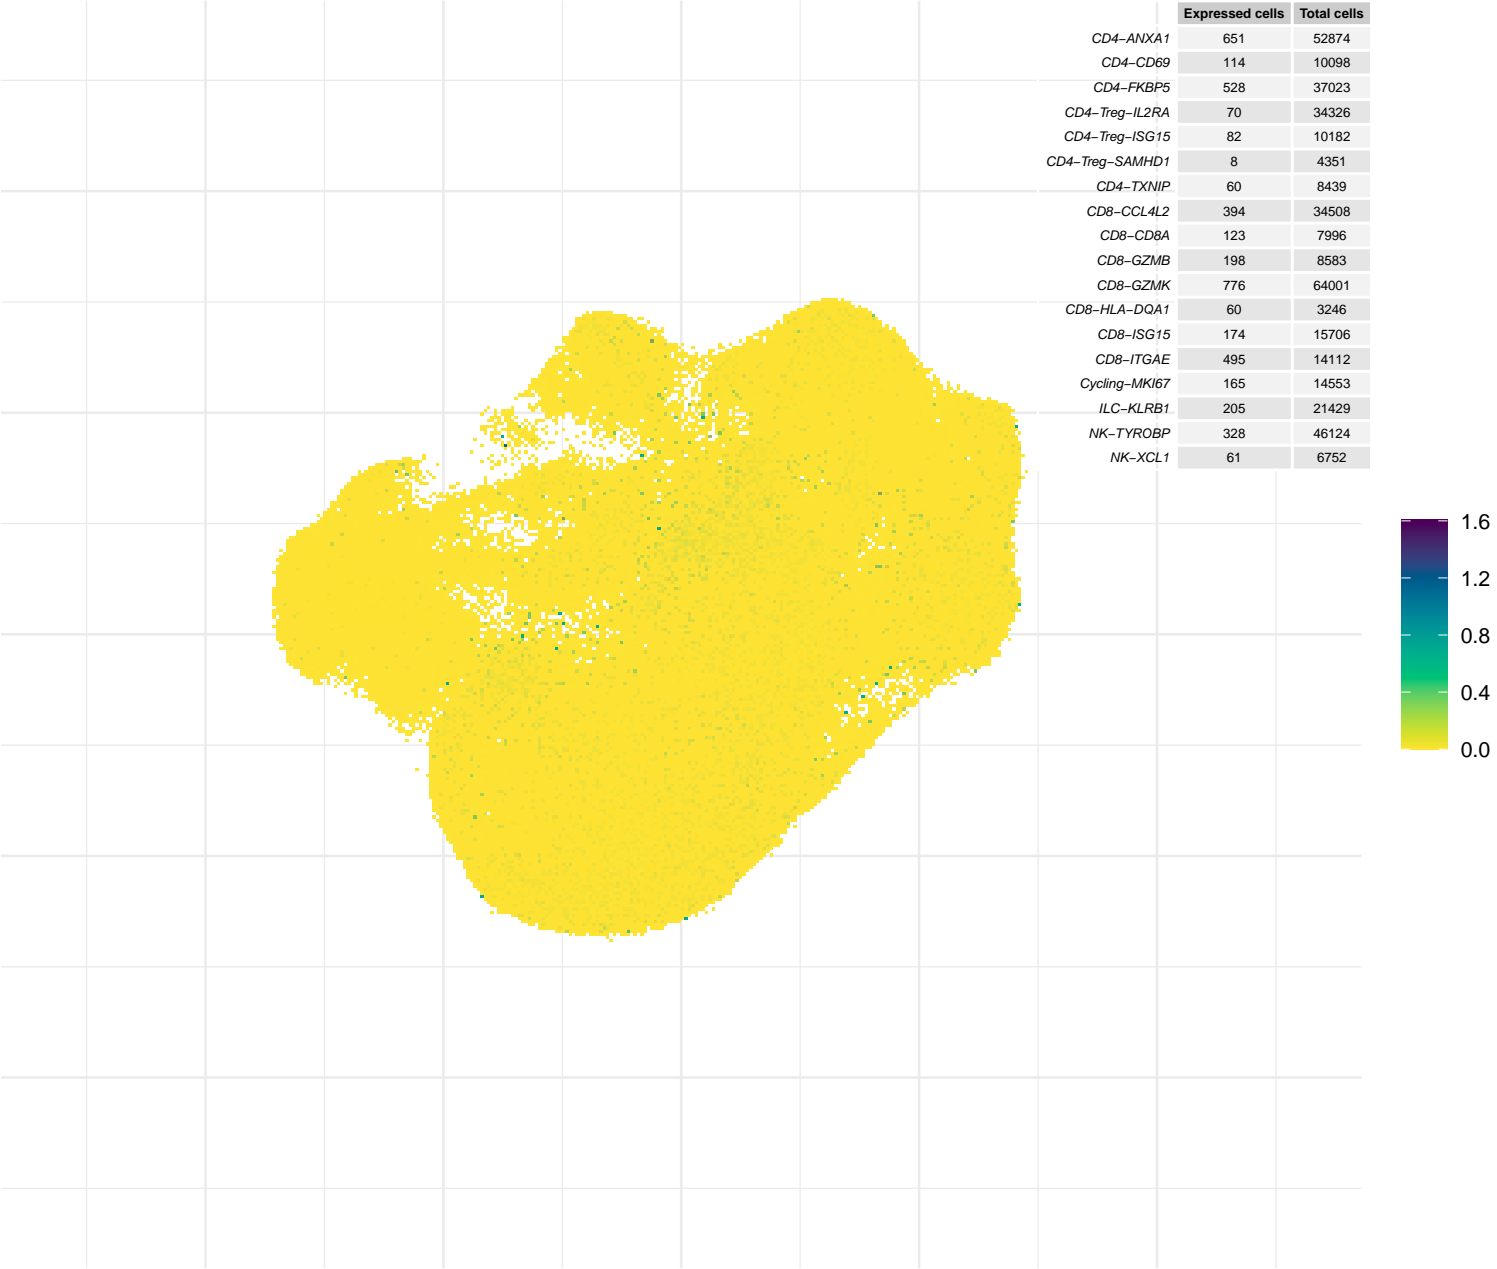 Expressed cells Total cells
CD4−ANXA1 651 52874
CD4−CD69 114 10098
CD4−FKBP5 528 37023
CD4−Treg−IL2RA 70 34326
CD4−Treg−ISG15 82 10182
CD4−Treg−SAMHD1 8 4351
CD4−TXNIP 60 8439
CD8−CCL4L2 394 34508
CD8−CD8A 123 7996
CD8−GZMB 198 8583
CD8−GZMK 776 64001
CD8−HLA−DQA1 60 3246
CD8−ISG15 174 15706
CD8−ITGAE 495 14112
Cycling−MKI67 165 14553
ILC−KLRB1 205 21429
NK−TYROBP 328 46124
NK−XCL1 61 6752
1.6
1.2
0.8
0.4
0.0